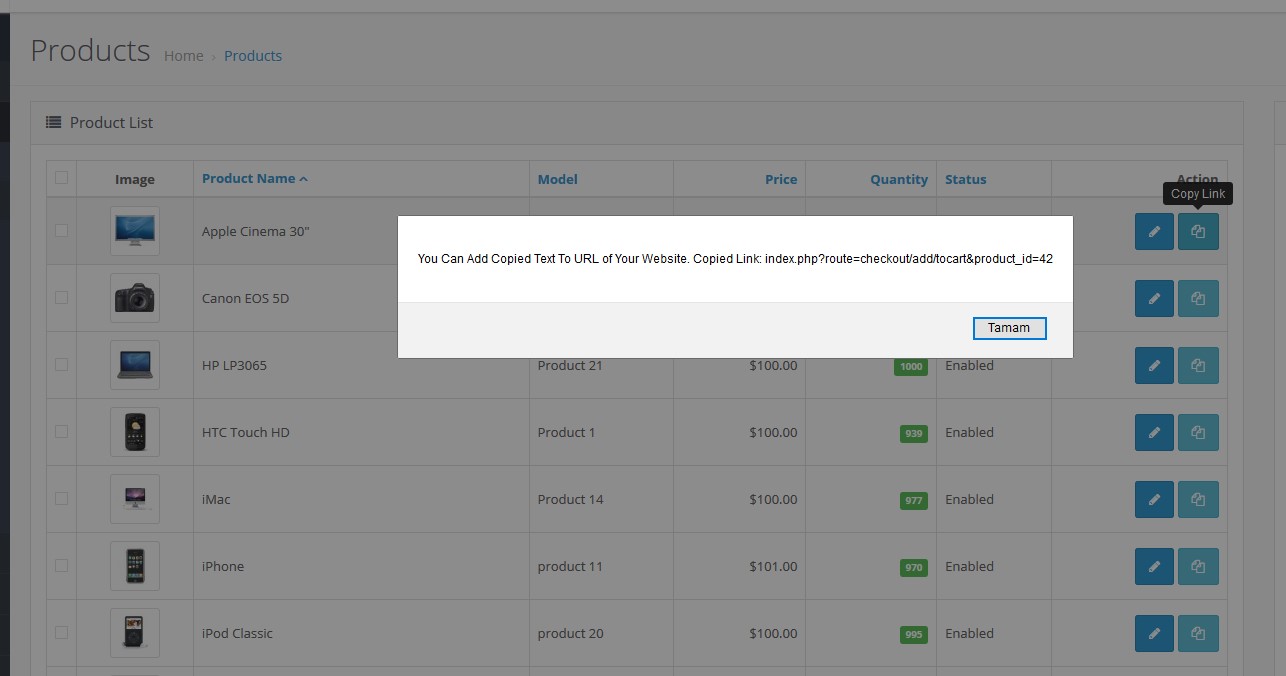 Products Home › Products
Product List
Image Product Name Model Price Quantity Status Action
Copy Link
Apple Cinema 30"
You Can Add Copied Text To URL of Your Website. Copied Link: index.php?route=checkout/add/tocart&product_id=42
Canon EOS 5D
Tamam
HP LP3065 Product 21 $100.00 1000 Enabled
HTC Touch HD Product 1 $100.00 939 Enabled
iMac Product 14 $100.00 977 Enabled
iPhone product 11 $101.00 970 Enabled
iPod Classic product 20 $100.00 995 Enabled